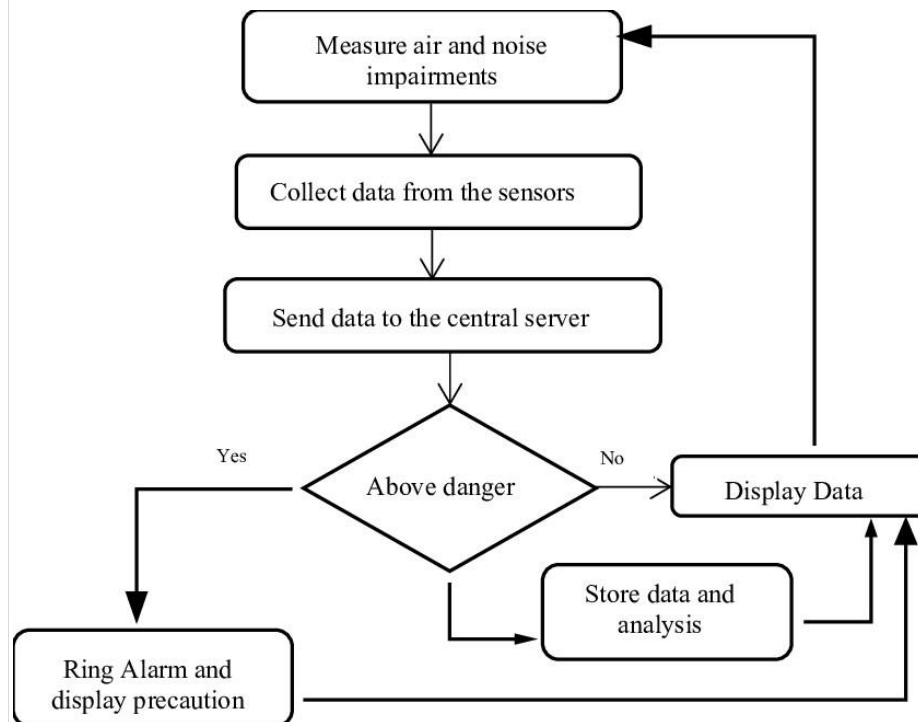 Measure air and noise
impairments
Collect data from the sensors
Send data to the central server
Yes
Above danger
No
Display Data
Store data and
analysis
Ring Alarm and
display precaution